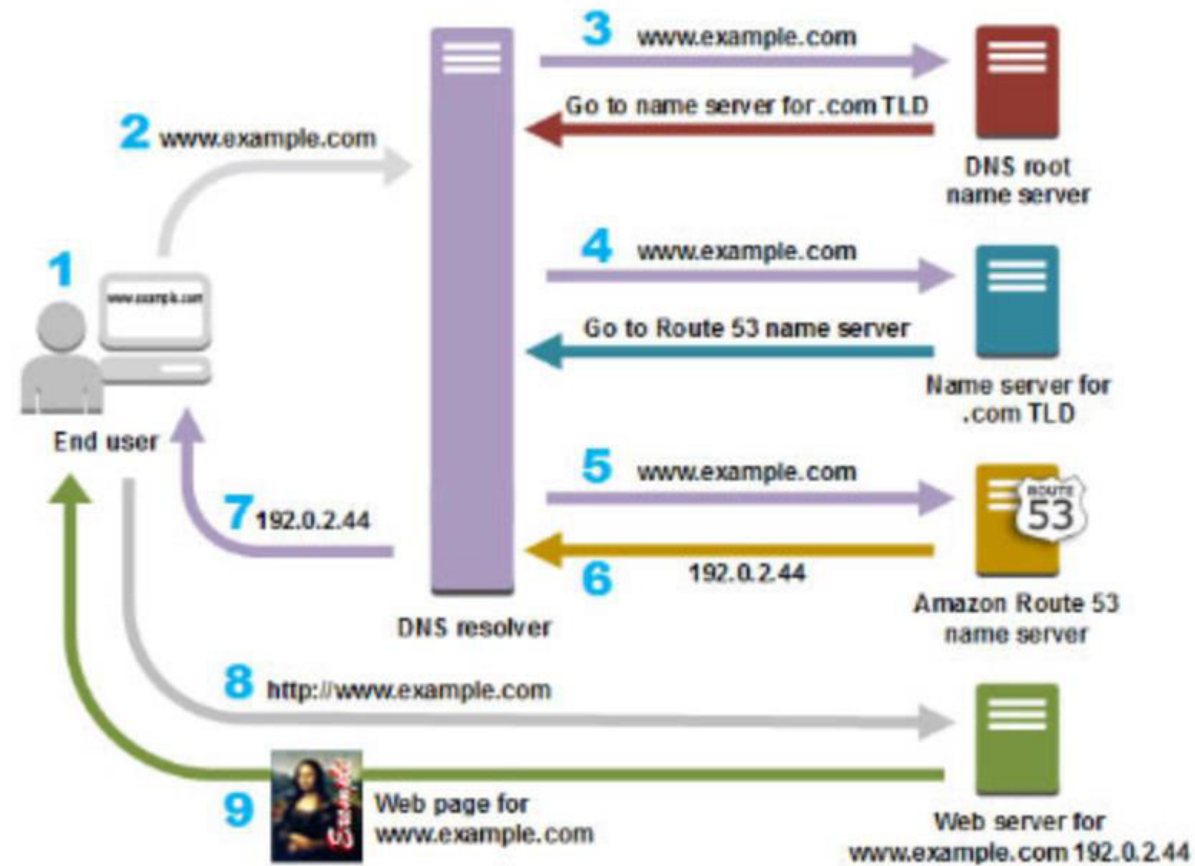 3 www.example.com
Go to name server for .com TLD
DNS root
name server
2 www.example.com
4 www.example.com
Go to Route 53 name server
Name server for
.com TLD
1
www.example.com
End user
5 www.example.com
ROUTE
53
6 192.0.2.44
Amazon Route 53
name server
7 192.0.2.44
DNS resolver
8 http://www.example.com
9
Example
Web page for
www.example.com
Web server for
www.example.com 192.0.2.44